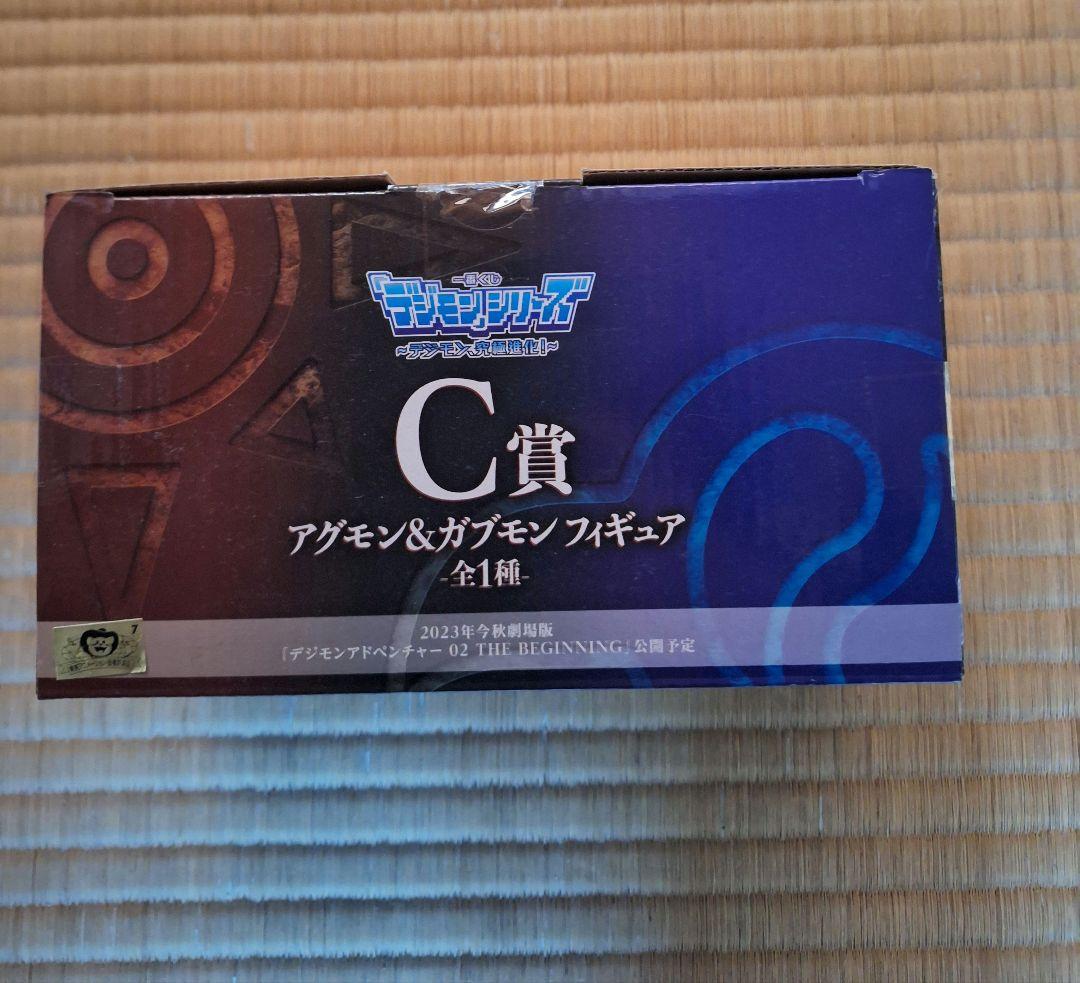 一番くじ
『デジモン』シリーズ
～デジモン、究極進化！～
C賞
アグモン&ガブモン フィギュア
-全1種-
2023年今秋劇場版
『デジモンアドベンチャー 02 THE BEGINNING』公開予定
7